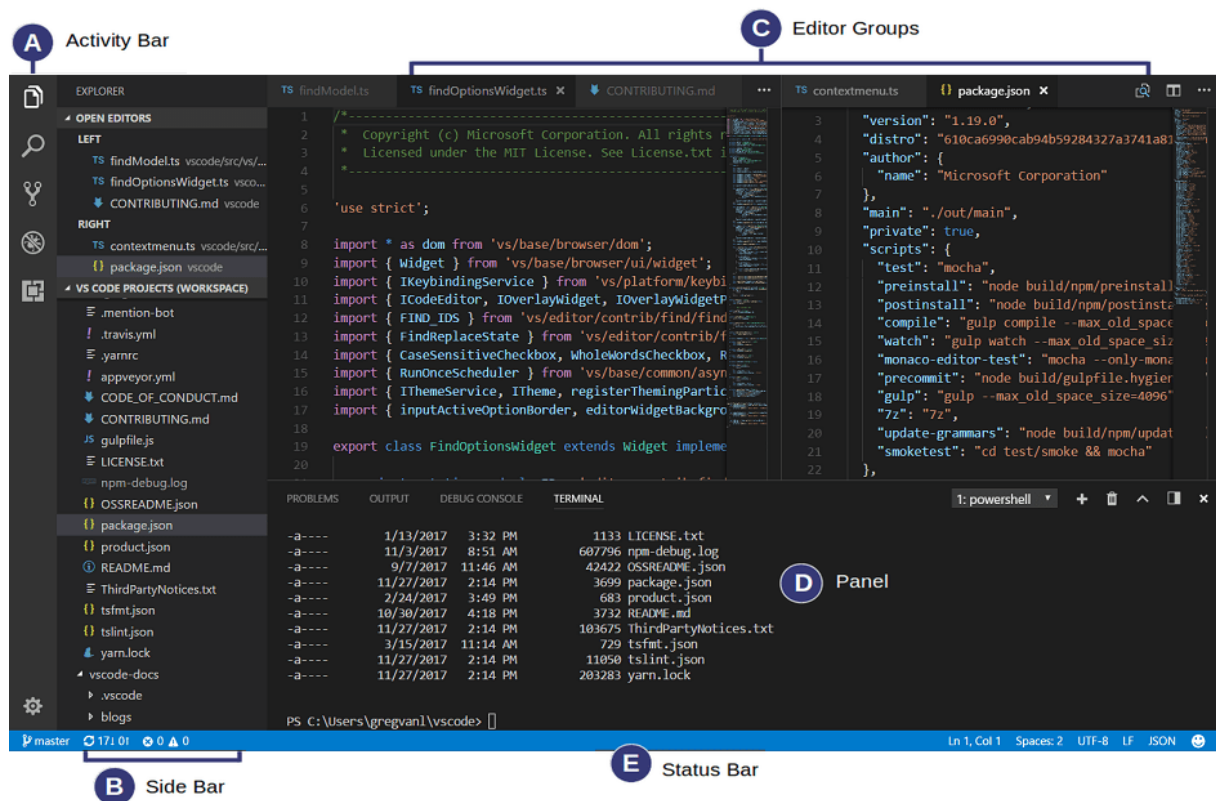 A Activity Bar
C Editor Groups
EXPLORER
OPEN EDITORS
LEFT
TS findModel.ts vscode/src/vs/...
TS findOptionsWidget.ts vsco...
CONTRIBUTING.md vscode
RIGHT
TS contextmenu.ts vscode/src/...
{} package.json vscode
VS CODE PROJECTS (WORKSPACE)
.mention-bot
! .travis.yml
.yarnrc
! appveyor.yml
CODE_OF_CONDUCT.md
CONTRIBUTING.md
JS gulpfile.js
LICENSE.txt
npm-debug.log
{} OSSREADME.json
{} package.json
{} product.json
README.md
ThirdPartyNotices.txt
{} tsfmt.json
{} tslint.json
yarn.lock
vscode-docs
.vscode
blogs
TS findModel.ts TS findOptionsWidget.ts × CONTRIBUTING.md ...
1 /*--------------------------------------------------------
2 * Copyright (c) Microsoft Corporation. All rights r
3 * Licensed under the MIT License. See License.txt i
4 *--------------------------------------------------------
5
6 'use strict';
7
8 import * as dom from 'vs/base/browser/dom';
9 import { Widget } from 'vs/base/browser/ui/widget';
10 import { IKeybindingService } from 'vs/platform/keybi
11 import { ICodeEditor, IOverlayWidget, IOverlayWidgetP
12 import { FIND_IDS } from 'vs/editor/contrib/find/find
13 import { FindReplaceState } from 'vs/editor/contrib/f
14 import { CaseSensitiveCheckbox, WholeWordsCheckbox, R
15 import { RunOnceScheduler } from 'vs/base/common/asyn
16 import { IThemeService, ITheme, registerThemingPartic
17 import { inputActiveOptionBorder, editorWidgetBackgro
18
19 export class FindOptionsWidget extends Widget impleme
20
TS contextmenu.ts {} package.json × ...
3 "version": "1.19.0",
4 "distro": "610ca6990cab94b59284327a3741a81
5 "author": {
6 "name": "Microsoft Corporation"
7 },
8 "main": "./out/main",
9 "private": true,
10 "scripts": {
11 "test": "mocha",
12 "preinstall": "node build/npm/preinstall
13 "postinstall": "node build/npm/postinsta
14 "compile": "gulp compile --max_old_space
15 "watch": "gulp watch --max_old_space_siz
16 "monaco-editor-test": "mocha --only-mona
17 "precommit": "node build/gulpfile.hygien
18 "gulp": "gulp --max_old_space_size=4096"
19 "7z": "7z",
20 "update-grammars": "node build/npm/updat
21 "smoketest": "cd test/smoke && mocha"
22 },
PROBLEMS OUTPUT DEBUG CONSOLE TERMINAL 1: powershell
-a---- 1/13/2017 3:32 PM 1133 LICENSE.txt
-a---- 11/3/2017 8:51 AM 607796 npm-debug.log
-a---- 9/7/2017 11:46 AM 42422 OSSREADME.json
-a---- 11/27/2017 2:14 PM 3699 package.json
-a---- 2/24/2017 3:49 PM 683 product.json
-a---- 10/30/2017 4:18 PM 3732 README.md
-a---- 11/27/2017 2:14 PM 103675 ThirdPartyNotices.txt
-a---- 3/15/2017 11:14 AM 729 tsfmt.json
-a---- 11/27/2017 2:14 PM 11050 tslint.json
-a---- 11/27/2017 2:14 PM 203283 yarn.lock
PS C:\Users\gregvanl\vscode>
D Panel
master 17↓ 0↑ 0 0 Ln 1, Col 1 Spaces: 2 UTF-8 LF JSON
B Side Bar
E Status Bar